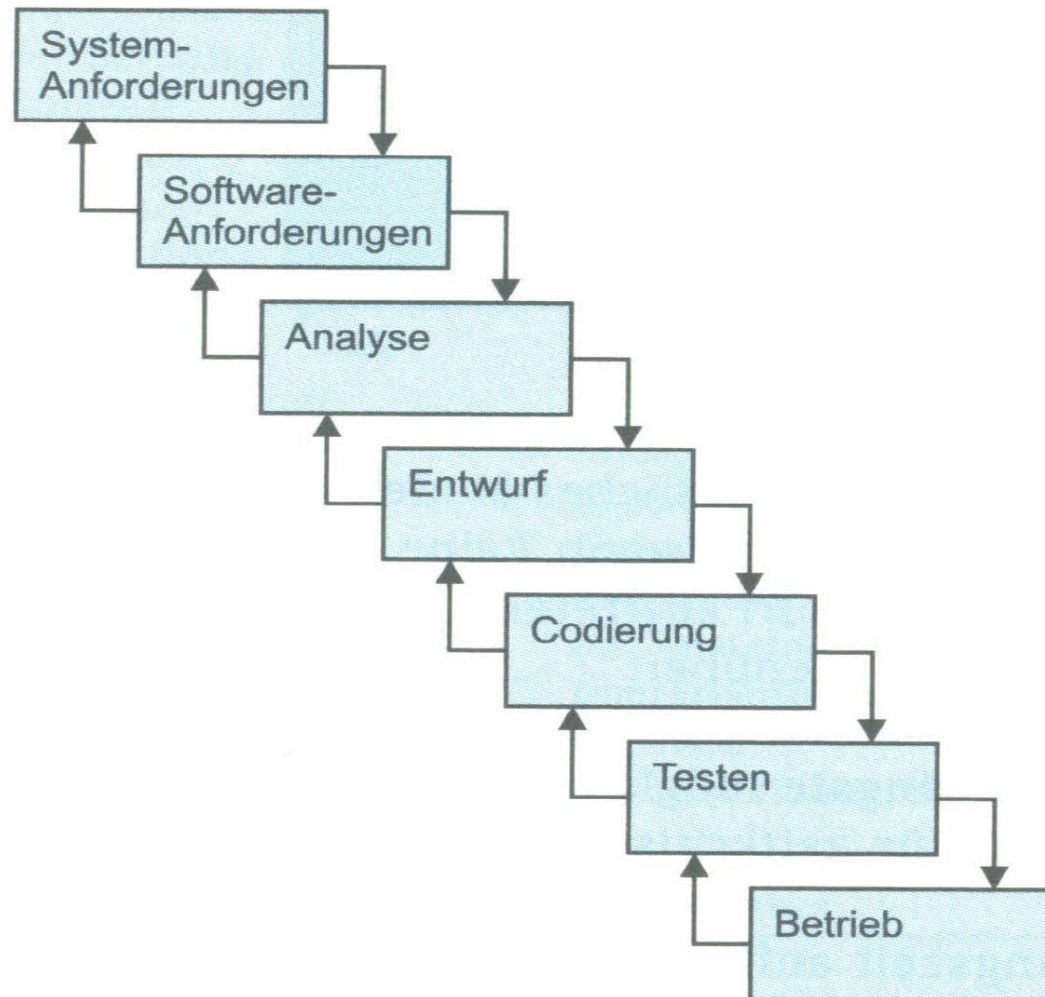 System-
Anforderungen
Software-
Anforderungen
Analyse
Entwurf
Codierung
Testen
Betrieb